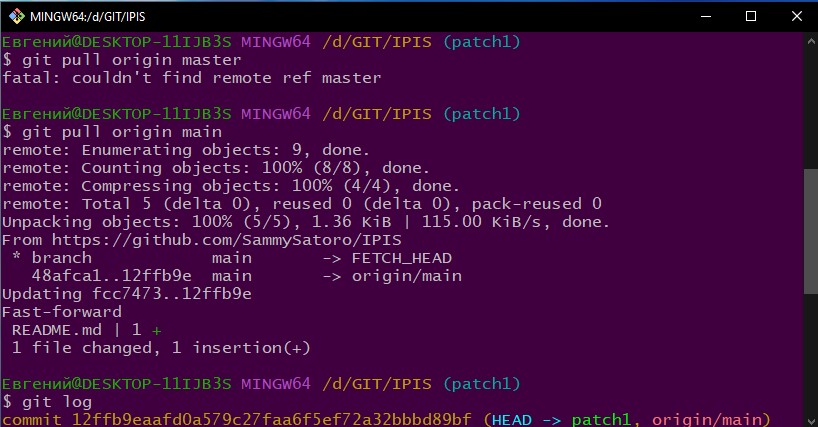 MINGW64:/d/GIT/IPIS
Евгений@DESKTOP-11IJB3S MINGW64 /d/GIT/IPIS (patch1)
$ git pull origin master
fatal: couldn't find remote ref master
Евгений@DESKTOP-11IJB3S MINGW64 /d/GIT/IPIS (patch1)
$ git pull origin main
remote: Enumerating objects: 9, done.
remote: Counting objects: 100% (8/8), done.
remote: Compressing objects: 100% (4/4), done.
remote: Total 5 (delta 0), reused 0 (delta 0), pack-reused 0
Unpacking objects: 100% (5/5), 1.36 KiB | 115.00 KiB/s, done.
From https://github.com/SammySatoro/IPIS
 * branch            main       -> FETCH_HEAD
   48afca1..12ffb9e  main       -> origin/main
Updating fcc7473..12ffb9e
Fast-forward
 README.md | 1 +
 1 file changed, 1 insertion(+)
Евгений@DESKTOP-11IJB3S MINGW64 /d/GIT/IPIS (patch1)
$ git log
commit 12ffb9eaafd0a579c27faa6f5ef72a32bbbd89bf (HEAD -> patch1, origin/main)